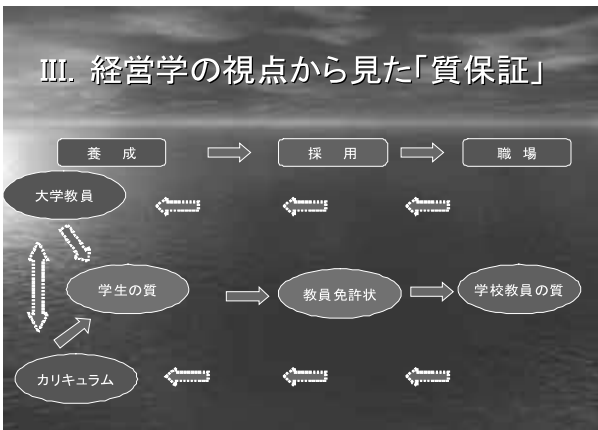 III. 経営学の視点から見た「質保証」
養 成
採 用
職 場
大学教員
学生の質
教員免許状
学校教員の質
カリキュラム